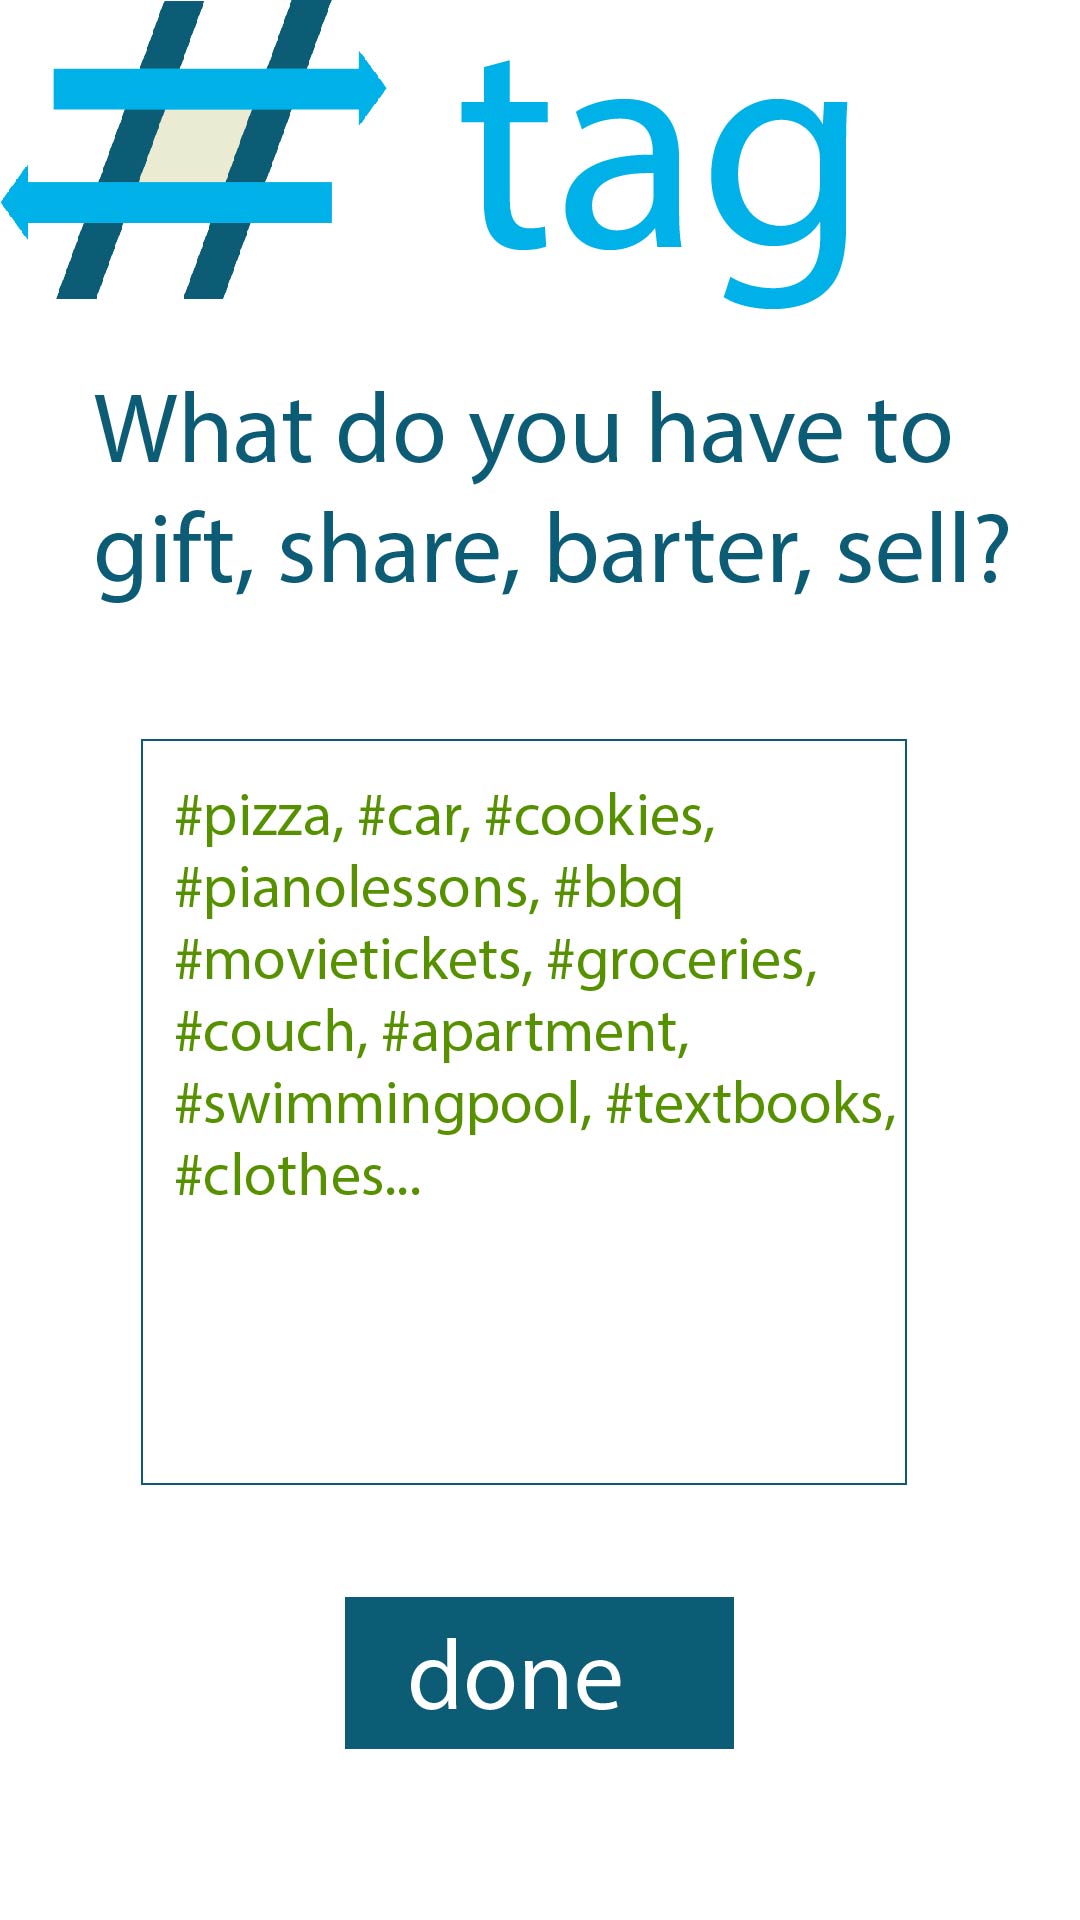 # tag
What do you have to
gift, share, barter, sell?
#pizza, #car, #cookies,
#pianolessons, #bbq
#movietickets, #groceries,
#couch, #apartment,
#swimmingpool, #textbooks,
#clothes...
done